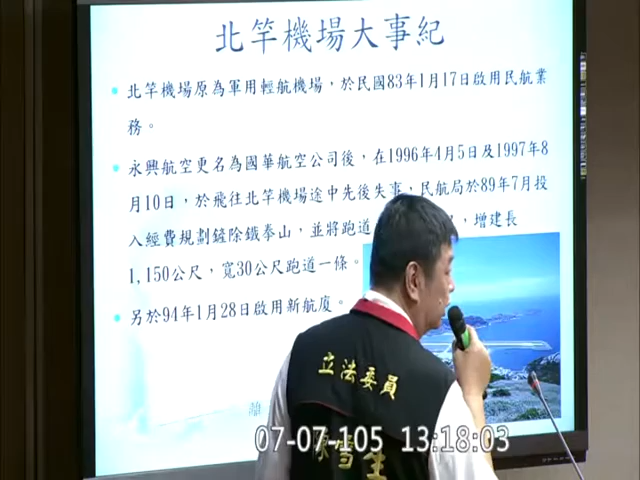 北竿機場大事紀
北竿機場原為軍用輕航機場，於民國83年1月17日啟用民航業
務。
永興航空更名為國華航空公司後，在1996年4月5日及1997年8
月10日，於飛往北竿機場途中先後失事，民航局於89年7月投
入經費規劃鏟除鐵拳山，並將跑道 ，增建長
1,150公尺，寬30公尺跑道一條。
另於94年1月28日啟用新航廈。
立法委員
陳雪生
07-07-105 13:18:03